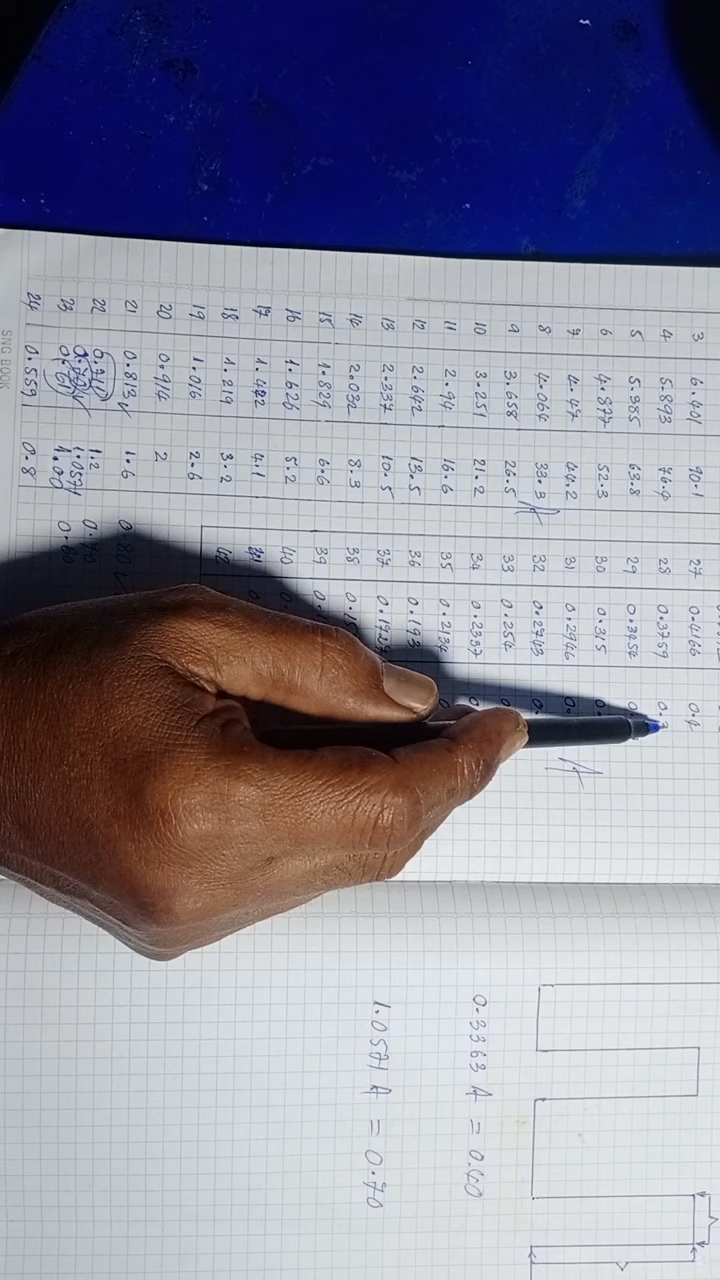 3 6.401 90.1 27 0.4166 0.4
4 5.893 76.4 28 0.3759
5 5.385 63.8 29 0.3454
6 4.877 52.3 30 0.315
7 4.47 44.2 31 0.2946
8 4.064 33.3 A 32 0.2743 A
9 3.658 26.5 33 0.254
10 3.251 21.2 34 0.2337
11 2.94 16.6 35 0.2134
12 2.642 13.5 36 0.193
13 2.337 10.5 37
14 2.032 8.3 38
15 1.829 6.6 39
16 1.626 5.2 40
17 1.422 4.1 41
18 1.219 3.2 42
19 1.016 2.6
20 0.914 2
21 0.813 1.6 0.80
22 1.2 0.70
1.0571
23 1.00 0.60
24 0.559 0.8
SNG BOOK
0.3363 A = 0.40
1.0571 A = 0.70